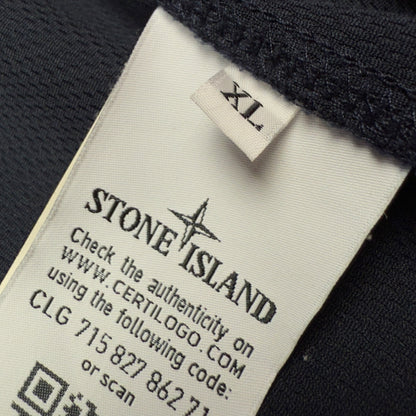 XL
STONE ISLAND
Check the authenticity on
WWW.CERTILOGO.COM
using the following code:
CLG 715 827 862 71
or scan